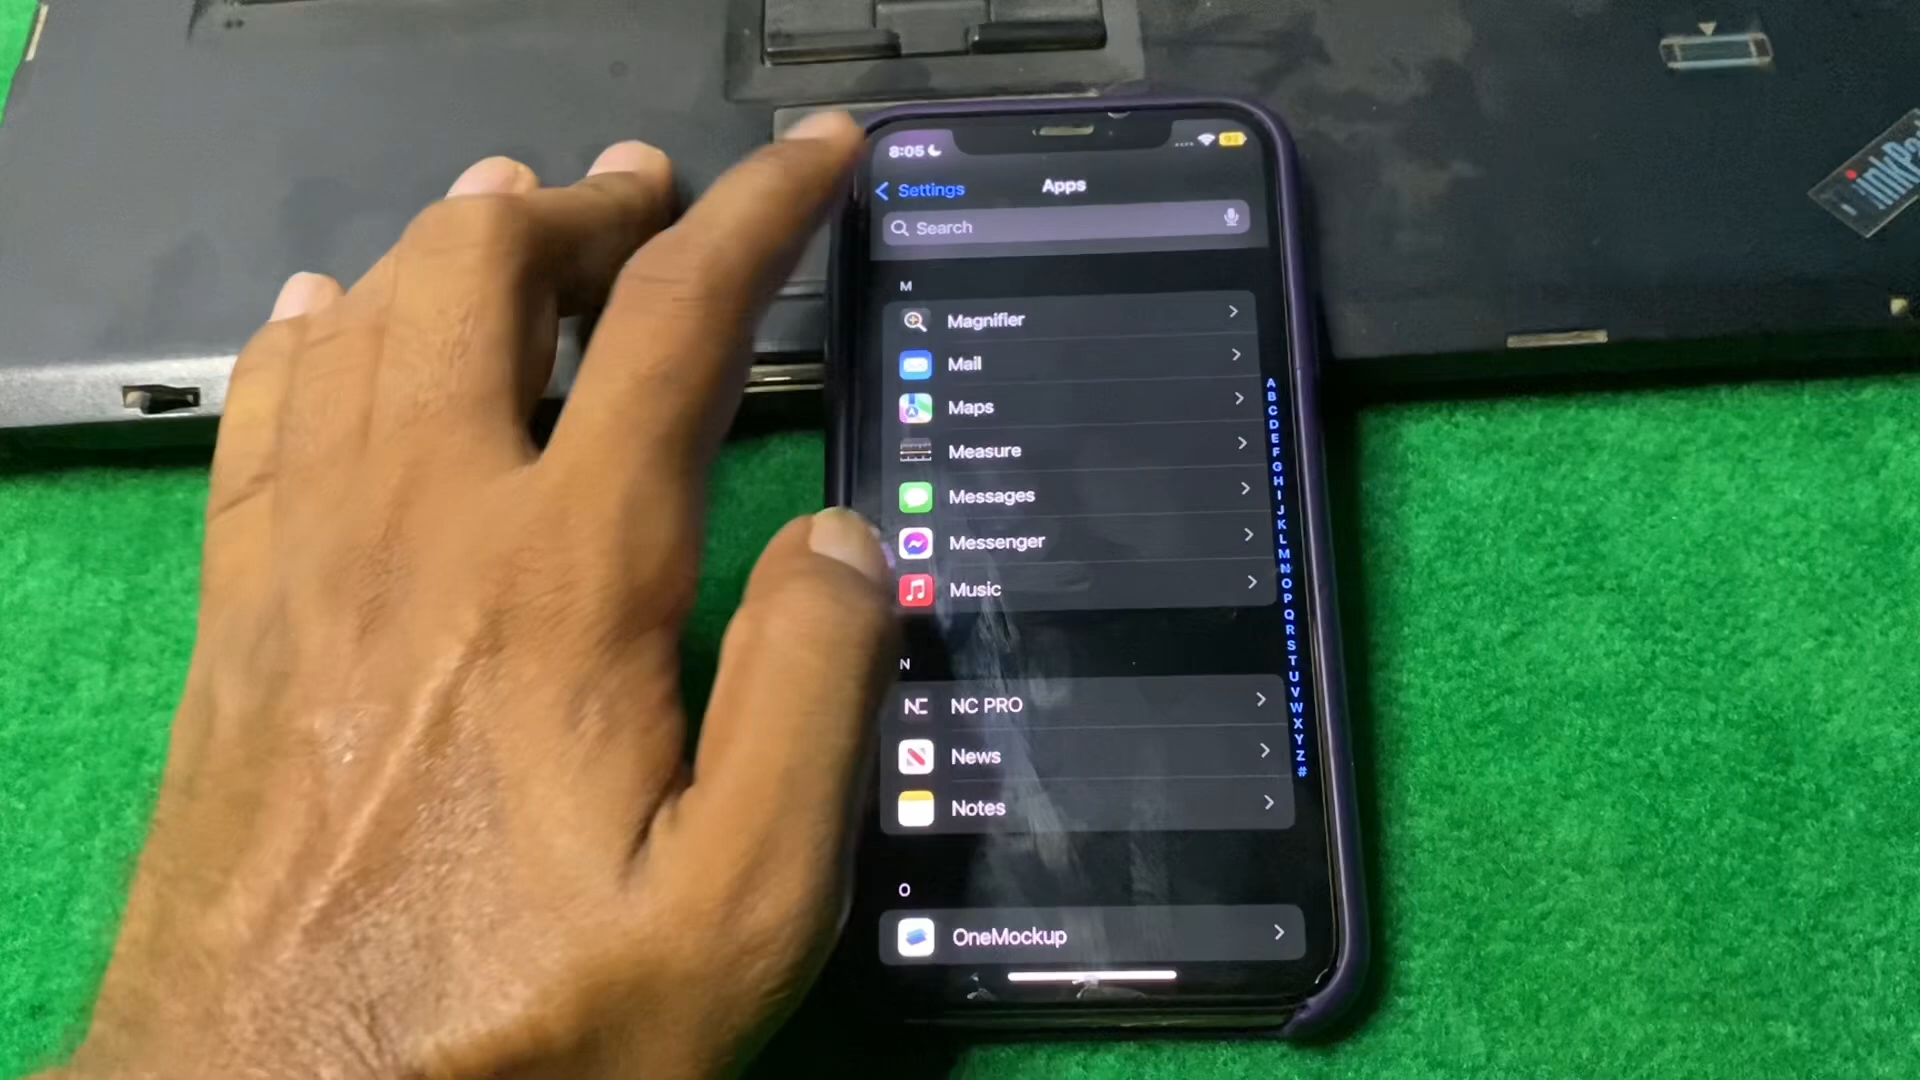 8:05
Settings
Apps
Search
M
Magnifier
Mail
Maps
Measure
Messages
Messenger
Music
N
NC PRO
News
Notes
O
OneMockup
A
B
C
D
E
F
G
H
I
J
K
L
M
N
O
P
Q
R
S
T
U
V
W
X
Y
Z
#